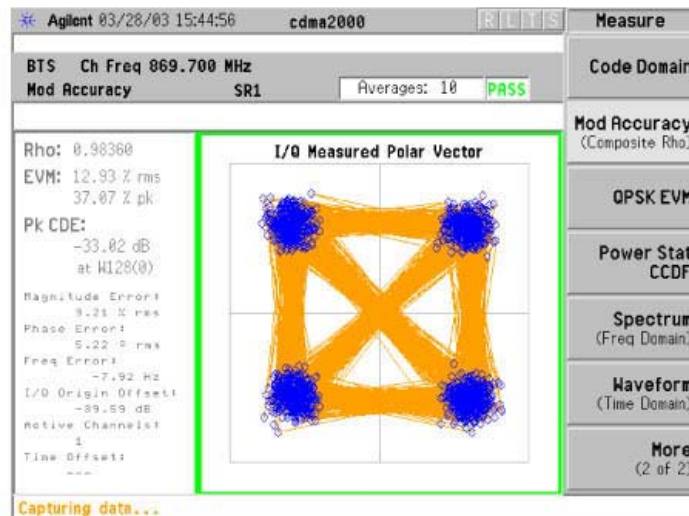 Agilent 03/28/03 15:44:56 cdma2000 R L T S Measure
BTS Ch Freq 869.700 MHz
Mod Accuracy SR1 Averages: 10 PASS
Code Domain
Mod Accuracy
(Composite Rho)
Rho: 0.98360
EVM: 12.93 % rms
37.07 % pk
Pk CDE:
-33.02 dB
at W128(0)
Magnitude Error:
9.21 % rms
Phase Error:
5.22 ° rms
Freq Error:
-7.92 Hz
I/Q Origin Offset:
-39.59 dB
Active Channels:
1
Time Offset:
---
I/Q Measured Polar Vector
QPSK EVM
Power Stat
CCDF
Spectrum
(Freq Domain)
Waveform
(Time Domain)
More
(2 of 2)
Capturing data...